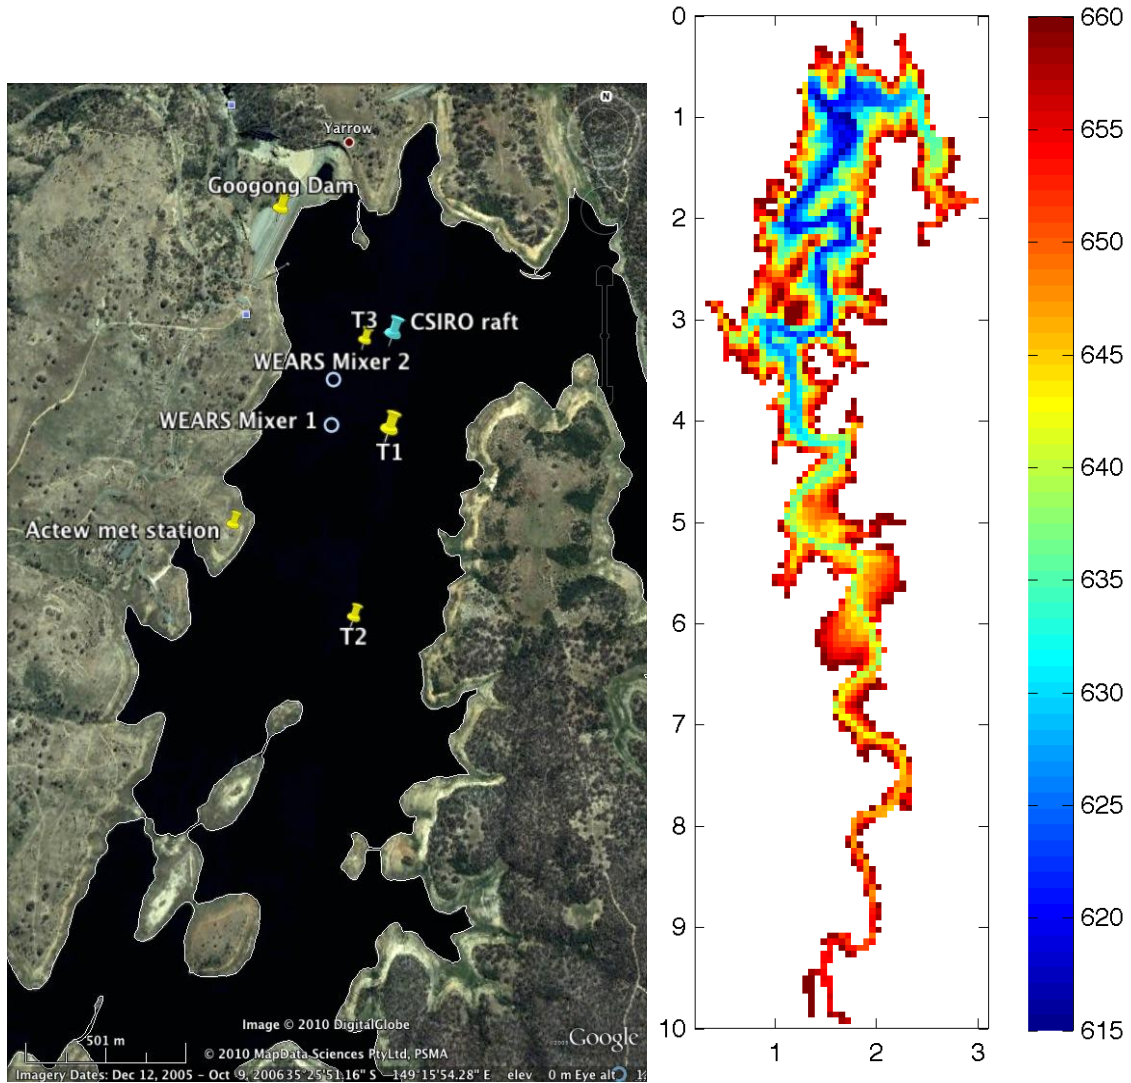 Yarrow
N
Googong Dam
T3
CSIRO raft
WEARS Mixer 2
WEARS Mixer 1
T1
Actew met station
T2
Image © 2010 DigitalGlobe
501 m
© 2010 MapData Sciences PtyLtd, PSMA
Google
Imagery Dates: Dec 12, 2005 - Oct 9, 2006 35°25'51.16" S 149°15'54.28" E elev 0 m Eye alt
0
1
2
3
4
5
6
7
8
9
10
1 2 3
660
655
650
645
640
635
630
625
620
615